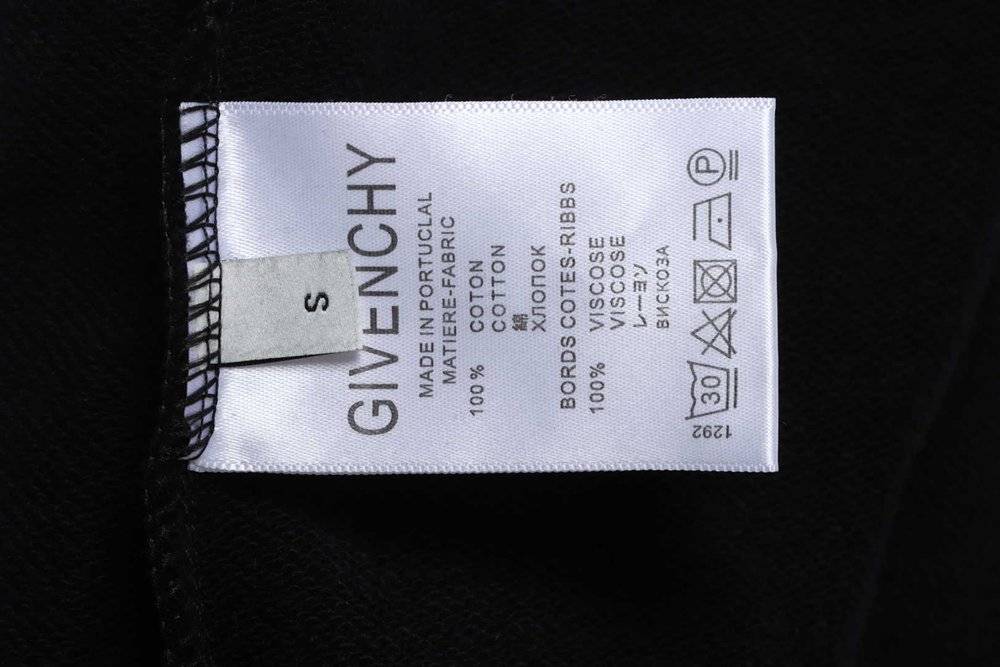 GIVENCHY
S
MADE IN PORTUCLAL
MATIERE-FABRIC
100% COTON
COTTON
綿
ХЛОПОК
BORDS COTES-RIBBS
100% VISCOSE
VISCOSE
レーヨン
ВИСКОЗА
P
30
1292